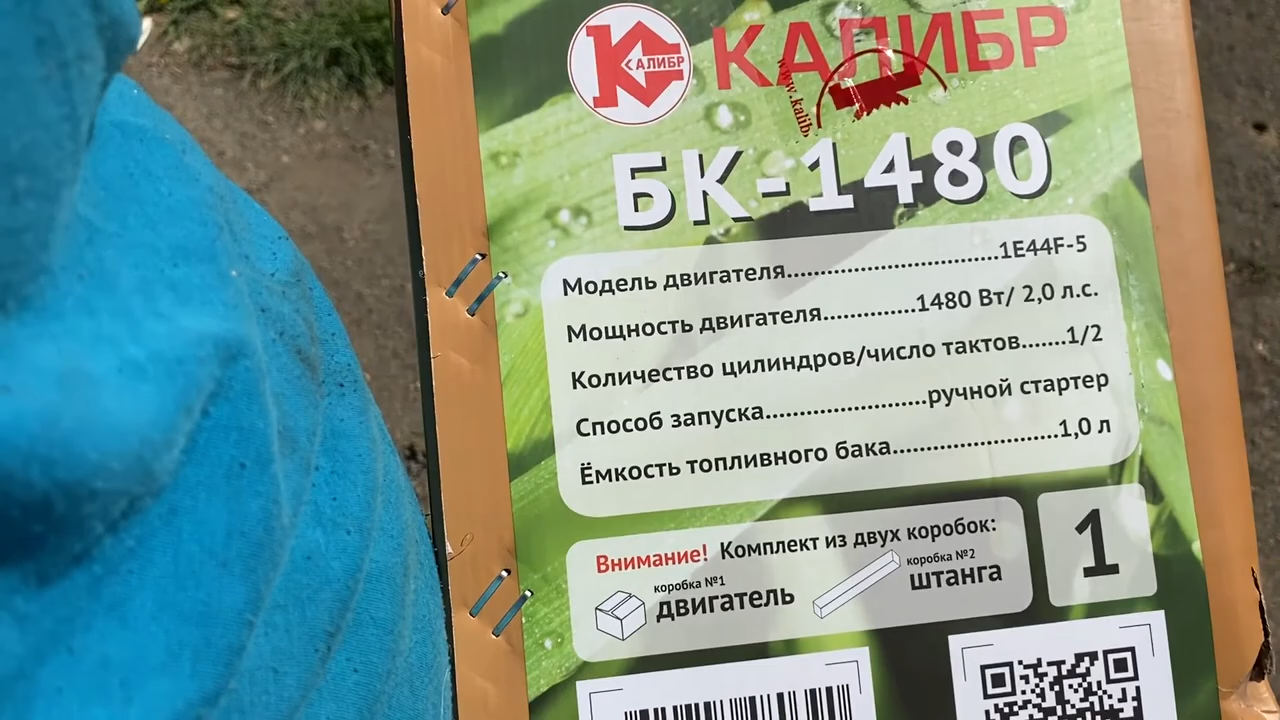 КАЛИБР
КАЛИБР
www.kalib
БК-1480
Модель двигателя...............................1E44F-5
Мощность двигателя..............1480 Вт/ 2,0 л.с.
Количество цилиндров/число тактов.......1/2
Способ запуска........................ручной стартер
Ёмкость топливного бака.........................1,0 л
Внимание! Комплект из двух коробок:
коробка №1
двигатель
коробка №2
штанга
1